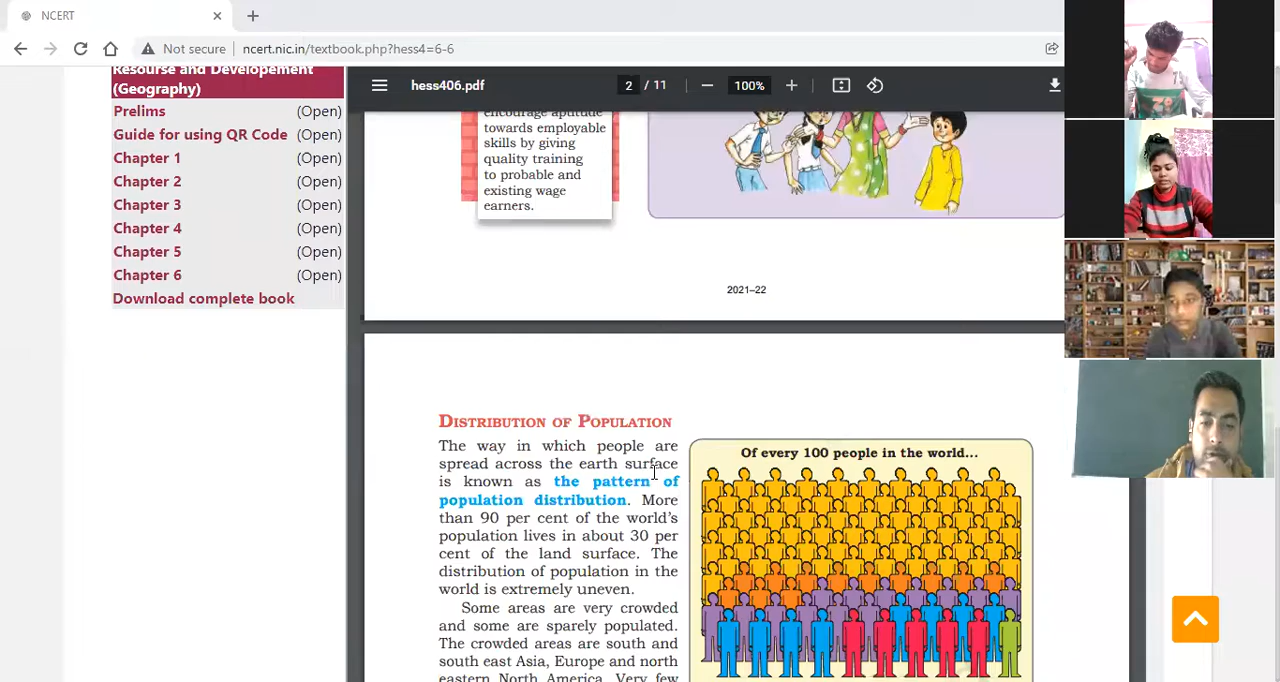 NCERT
Not secure
ncert.nic.in/textbook.php?hess4=6-6
Resourse and Developement
(Geography)
Prelims (Open)
Guide for using QR Code (Open)
Chapter 1 (Open)
Chapter 2 (Open)
Chapter 3 (Open)
Chapter 4 (Open)
Chapter 5 (Open)
Chapter 6 (Open)
Download complete book
hess406.pdf
2 / 11
100%
encourage aptitude
towards employable
skills by giving
quality training
to probable and
existing wage
earners.
2021–22
DISTRIBUTION OF POPULATION
The way in which people are
spread across the earth surface
is known as the pattern of
population distribution. More
than 90 per cent of the world's
population lives in about 30 per
cent of the land surface. The
distribution of population in the
world is extremely uneven.
Some areas are very crowded
and some are sparely populated.
The crowded areas are south and
south east Asia, Europe and north
eastern North America. Very few
Of every 100 people in the world...